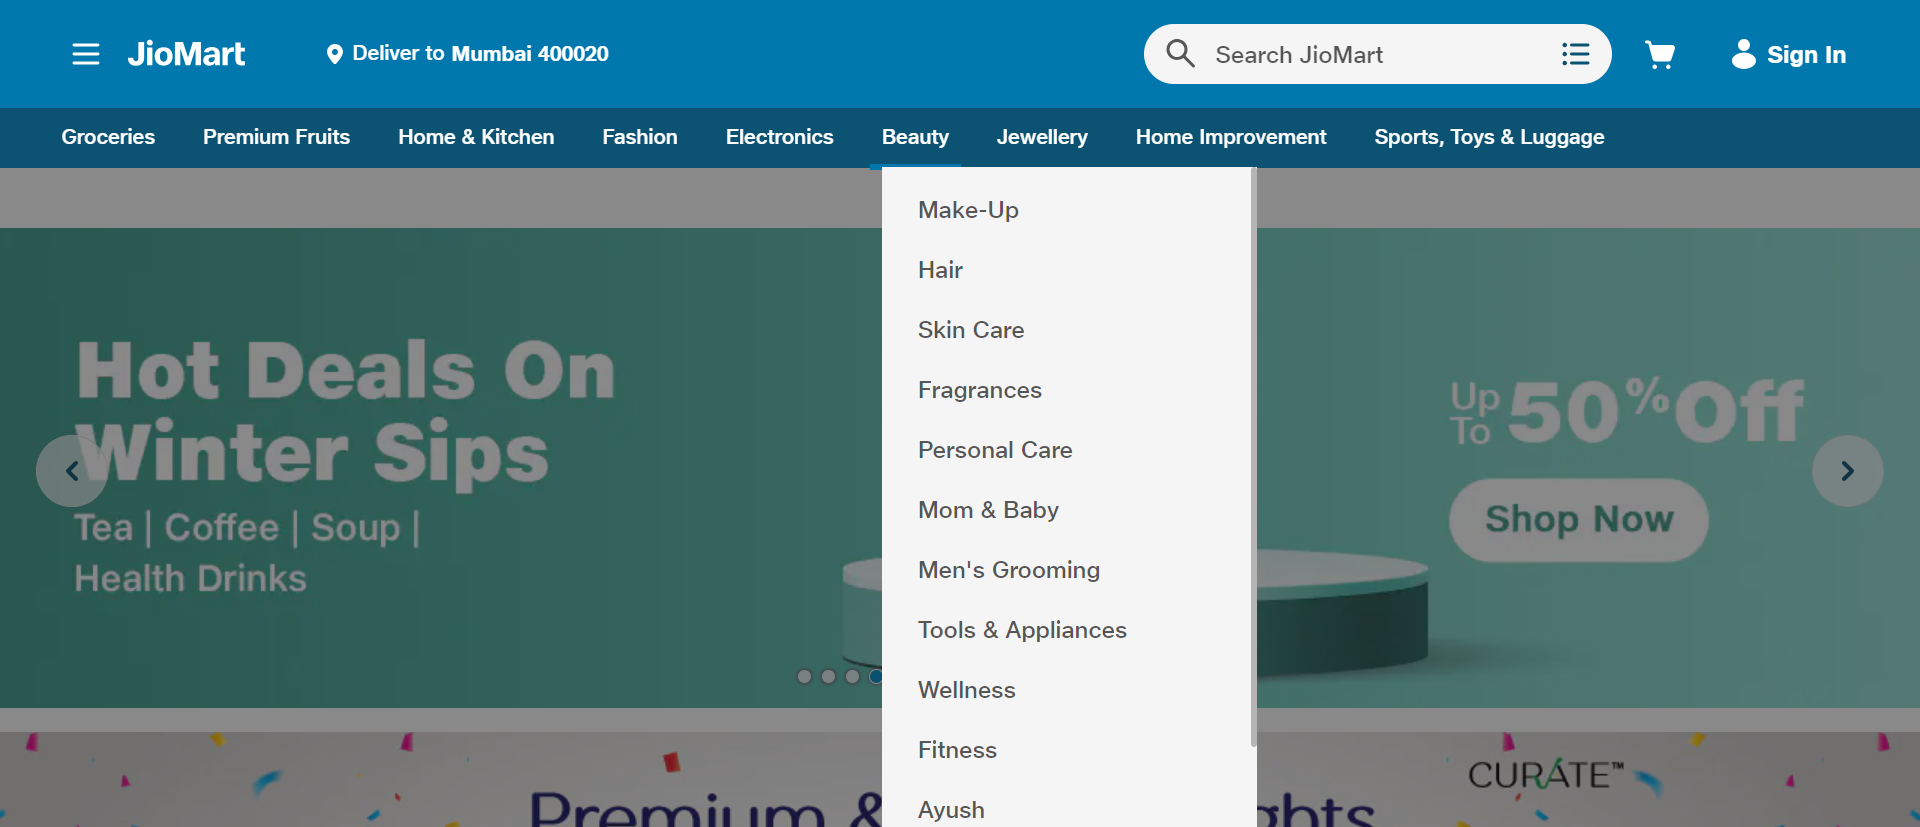 JioMart
Deliver to Mumbai 400020
Search JioMart
Sign In
Groceries
Premium Fruits
Home & Kitchen
Fashion
Electronics
Beauty
Jewellery
Home Improvement
Sports, Toys & Luggage
Make-Up
Hair
Skin Care
Fragrances
Personal Care
Mom & Baby
Men's Grooming
Tools & Appliances
Wellness
Fitness
Ayush
Hot Deals On
Winter Sips
Tea | Coffee | Soup |
Health Drinks
Up To 50% Off
Shop Now
CURATE™
Premium &